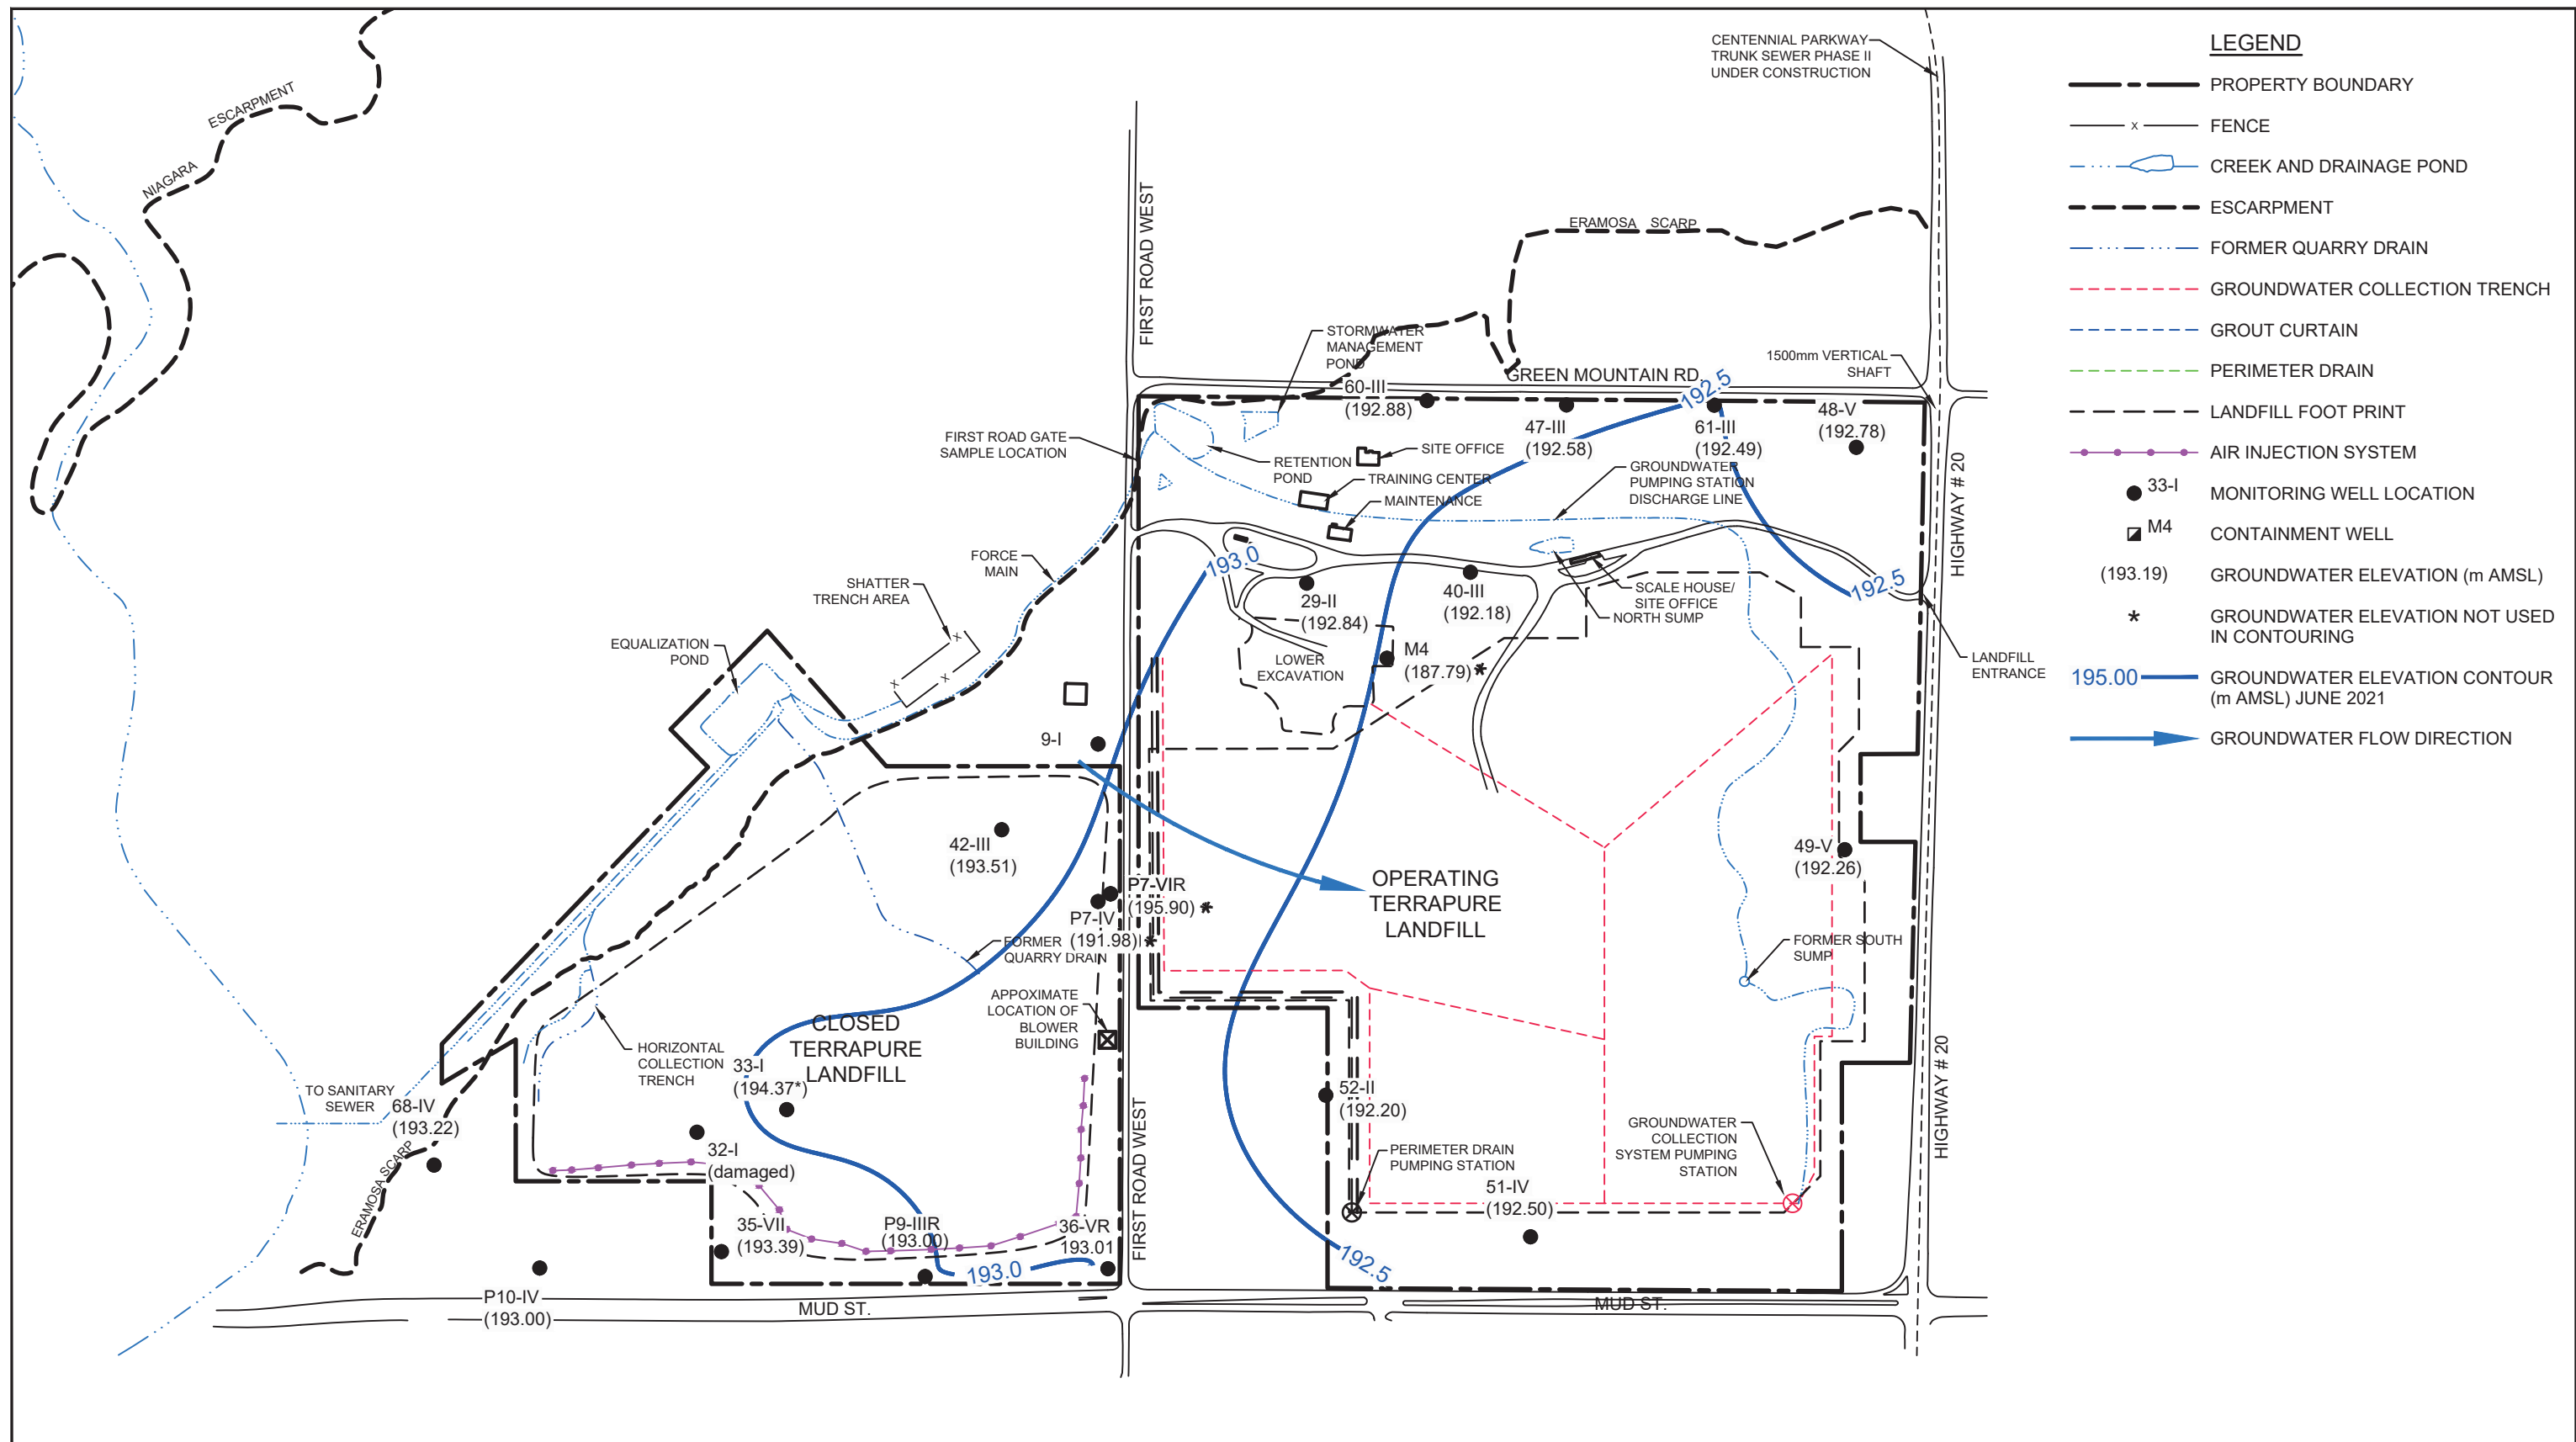 CENTENNIAL PARKWAY
TRUNK SEWER PHASE II
UNDER CONSTRUCTION
ESCARPMENT
NIAGARA
FIRST ROAD WEST
ERAMOSA SCARP
STORMWATER
MANAGEMENT
POND
GREEN MOUNTAIN RD.
1500mm VERTICAL
SHAFT
192.5
60-III
(192.88)
47-III
(192.58)
61-III
(192.49)
48-V
(192.78)
FIRST ROAD GATE
SAMPLE LOCATION
RETENTION
POND
SITE OFFICE
TRAINING CENTER
MAINTENANCE
GROUNDWATER
PUMPING STATION
DISCHARGE LINE
HIGHWAY # 20
FORCE
MAIN
193.0
SHATTER
TRENCH AREA
29-II
(192.84)
40-III
(192.18)
SCALE HOUSE/
SITE OFFICE
NORTH SUMP
192.5
EQUALIZATION
POND
LOWER
EXCAVATION
M4
(187.79)*
LANDFILL
ENTRANCE
X
X
X
9-I
42-III
(193.51)
49-V
(192.26)
P7-VIR
(195.90) *
P7-IV
(191.98) *
OPERATING
TERRAPURE
LANDFILL
FORMER
QUARRY DRAIN
FORMER SOUTH
SUMP
APPOXIMATE
LOCATION OF
BLOWER
BUILDING
CLOSED
TERRAPURE
LANDFILL
HORIZONTAL
COLLECTION
TRENCH
33-I
(194.37*)
TO SANITARY
SEWER
68-IV
(193.22)
52-II
(192.20)
HIGHWAY # 20
ERAMOSA SCARP
32-I
(damaged)
FIRST ROAD WEST
PERIMETER DRAIN
PUMPING STATION
GROUNDWATER
COLLECTION
SYSTEM PUMPING
STATION
51-IV
(192.50)
35-VII
(193.39)
P9-IIIR
(193.00)
36-VR
193.01
193.0
192.5
P10-IV
(193.00)
MUD ST.
MUD ST.
LEGEND
PROPERTY BOUNDARY
x FENCE
CREEK AND DRAINAGE POND
ESCARPMENT
FORMER QUARRY DRAIN
GROUNDWATER COLLECTION TRENCH
GROUT CURTAIN
PERIMETER DRAIN
LANDFILL FOOT PRINT
AIR INJECTION SYSTEM
33-I MONITORING WELL LOCATION
M4 CONTAINMENT WELL
(193.19) GROUNDWATER ELEVATION (m AMSL)
* GROUNDWATER ELEVATION NOT USED
IN CONTOURING
195.00 GROUNDWATER ELEVATION CONTOUR
(m AMSL) JUNE 2021
GROUNDWATER FLOW DIRECTION